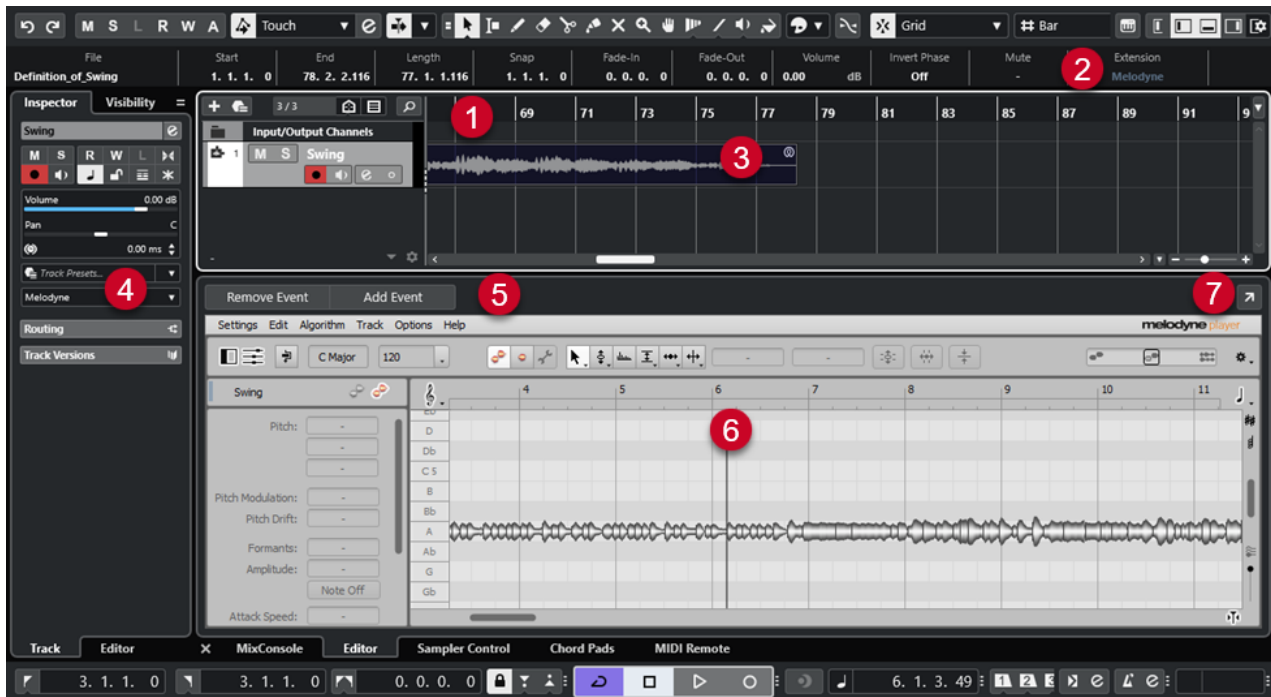 M S L R W A Touch Grid Bar
File Start End Length Snap Fade-In Fade-Out Volume Invert Phase Mute Extension
Definition_of_Swing 1. 1. 1. 0 78. 2. 2.116 77. 1. 1.116 1. 1. 1. 0 0. 0. 0. 0 0. 0. 0. 0 0.00 dB Off - Melodyne
2
Inspector Visibility
3/3
69 71 73 75 77 79 81 83 85 87 89 91 9
1
Swing
Input/Output Channels
M S R W L
1 M S Swing
3
Volume 0.00 dB
Pan C
0.00 ms
Track Presets...
4
Melodyne
Remove Event Add Event
5
7
Routing
Settings Edit Algorithm Track Options Help
melodyne player
Track Versions
C Major 120 - -
Swing
4 5 6 7 8 9 10 11
Pitch: -
-
-
Pitch Modulation: -
Pitch Drift: -
Formants: -
Amplitude: -
Note Off
Attack Speed: -
D
Db
C 5
B
Bb
A
Ab
G
Gb
6
Track Editor
MixConsole Editor Sampler Control Chord Pads MIDI Remote
3. 1. 1. 0 3. 1. 1. 0 0. 0. 0. 0 6. 1. 3. 49 1 2